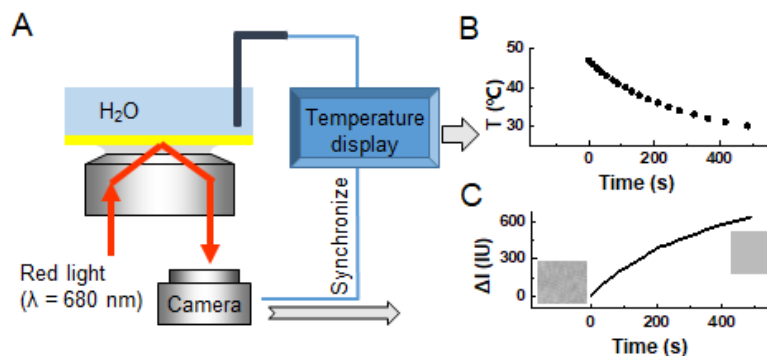 A
H₂O
Temperature
display
Synchronize
Red light
(λ = 680 nm)
Camera
B
50
40
30
T (ºC)
0
200
400
Time (s)
C
600
300
0
ΔI (IU)
0
200
400
Time (s)